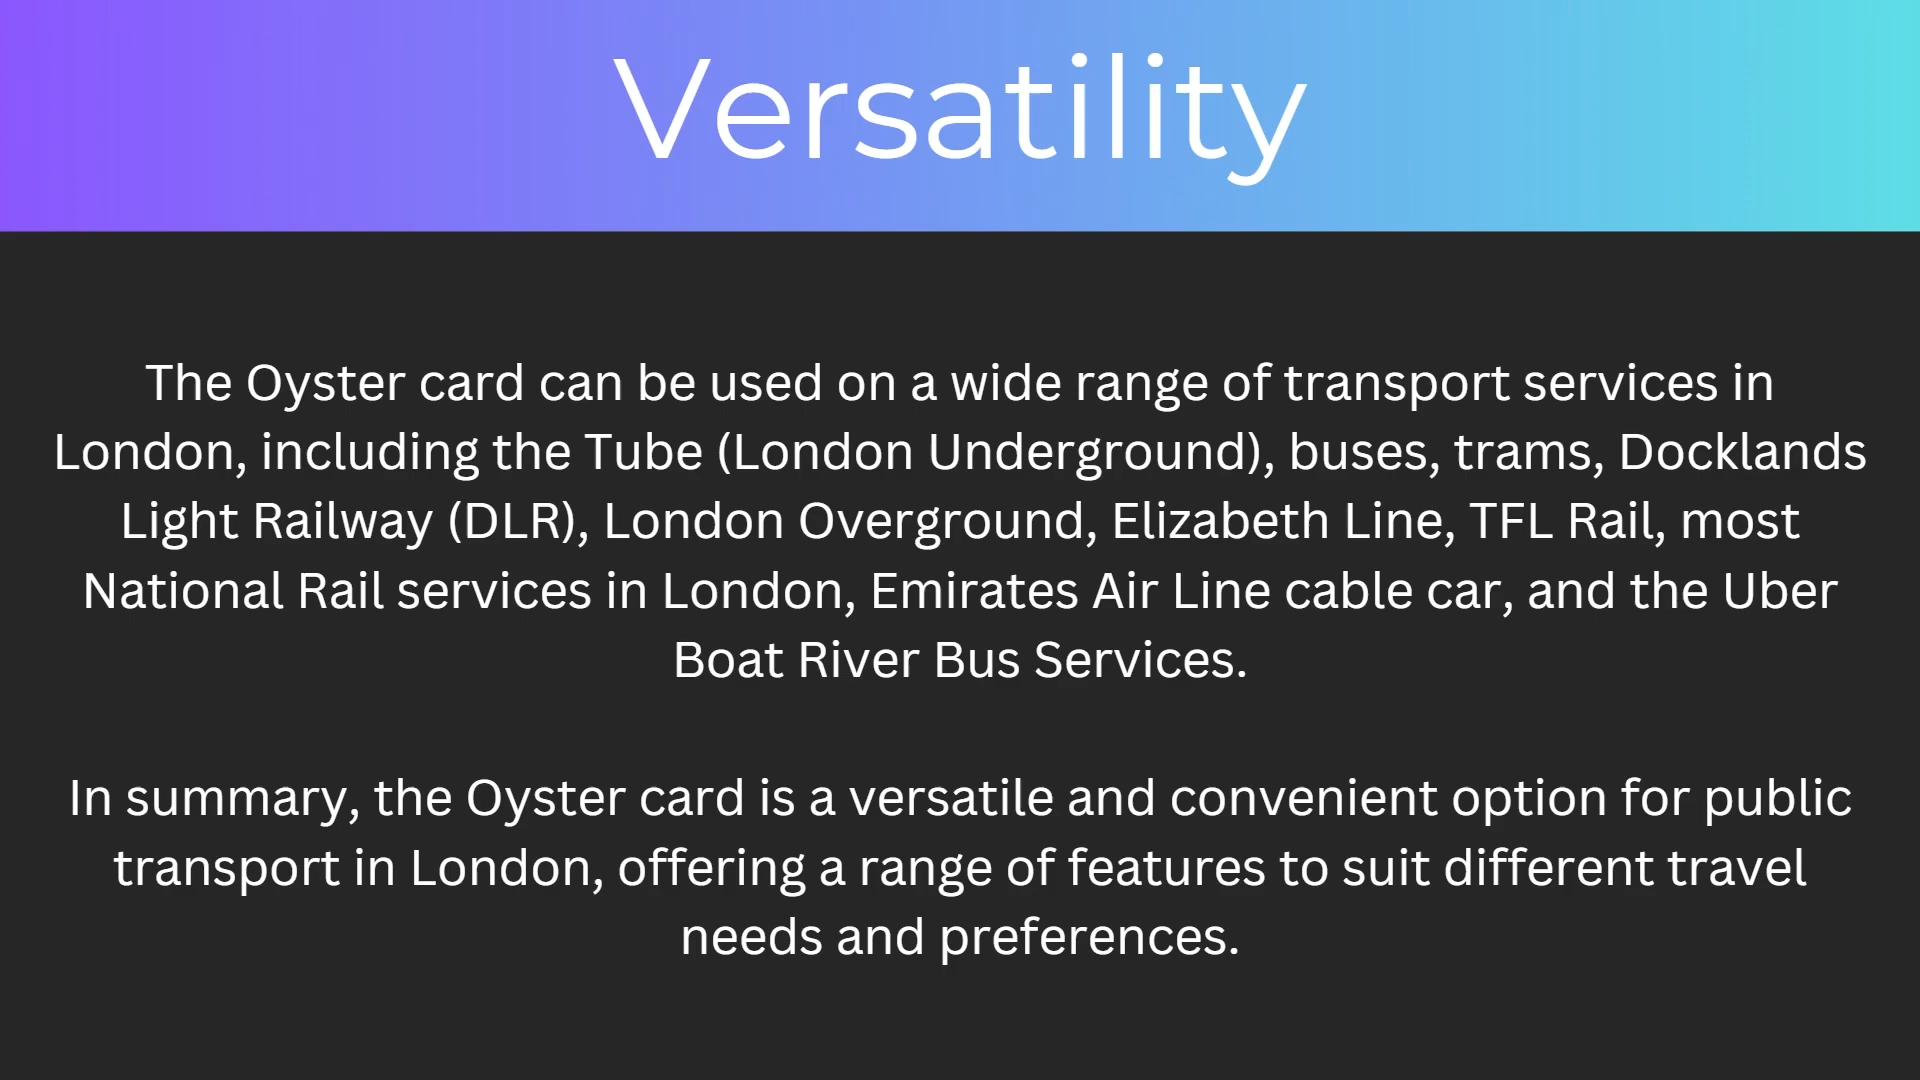 Versatility
The Oyster card can be used on a wide range of transport services in
London, including the Tube (London Underground), buses, trams, Docklands
Light Railway (DLR), London Overground, Elizabeth Line, TFL Rail, most
National Rail services in London, Emirates Air Line cable car, and the Uber
Boat River Bus Services.
In summary, the Oyster card is a versatile and convenient option for public
transport in London, offering a range of features to suit different travel
needs and preferences.